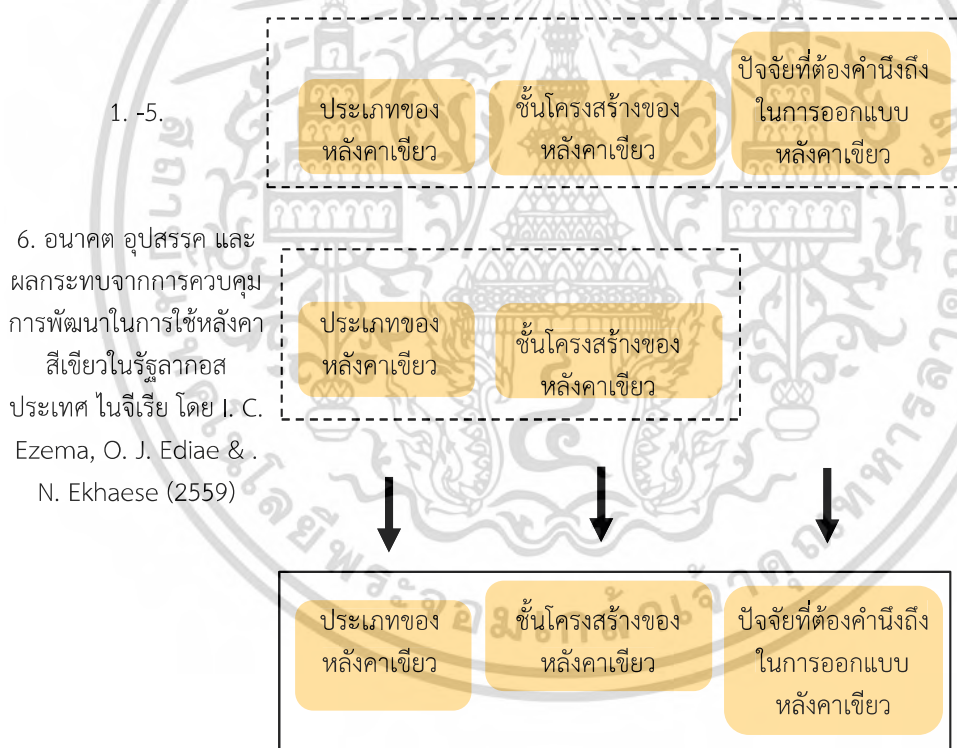 1. -5.
ประเภทของ
หลังคาเขียว
ชั้นโครงสร้างของ
หลังคาเขียว
ปัจจัยที่ต้องคำนึงถึง
ในการออกแบบ
หลังคาเขียว
6. อนาคต อุปสรรค และ
ผลกระทบจากการควบคุม
การพัฒนาในการใช้หลังคา
สีเขียวในรัฐลากอส
ประเทศ ไนจีเรีย โดย I. C.
Ezema, O. J. Ediae & .
N. Ekhaese (2559)
ประเภทของ
หลังคาเขียว
ชั้นโครงสร้างของ
หลังคาเขียว
ประเภทของ
หลังคาเขียว
ชั้นโครงสร้างของ
หลังคาเขียว
ปัจจัยที่ต้องคำนึงถึง
ในการออกแบบ
หลังคาเขียว